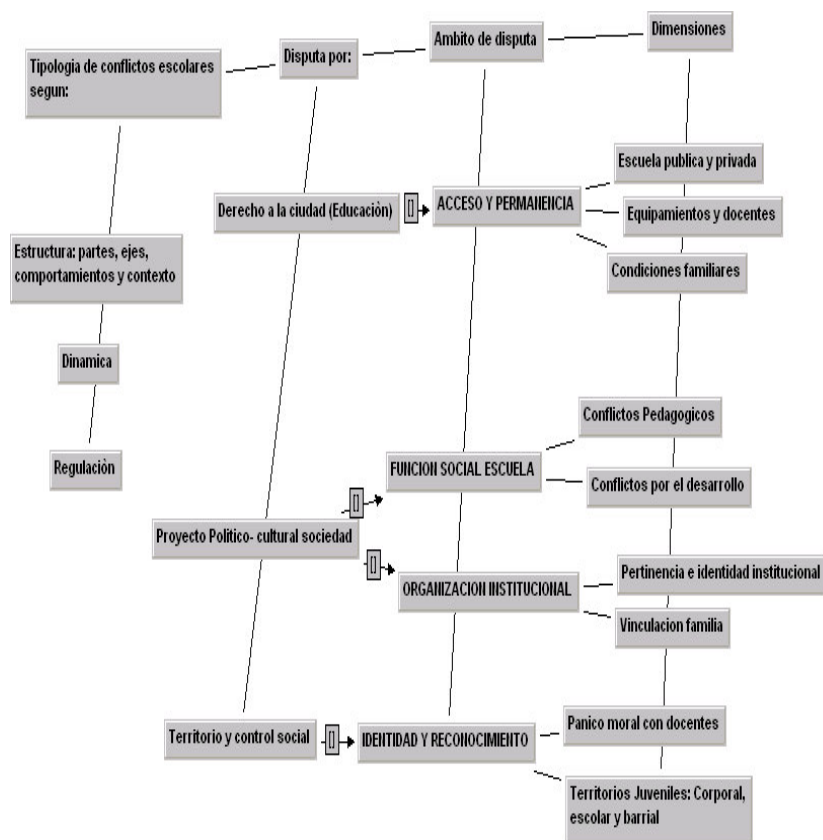 Tipologia de conflictos escolares
segun:
Disputa por:
Ambito de disputa
Dimensiones
Escuela publica y privada
Derecho a la ciudad (Educaciòn)
ACCESO Y PERMANENCIA
Equipamientos y docentes
Estructura: partes, ejes,
comportamientos y contexto
Condiciones familiares
Dinamica
Conflictos Pedagogicos
Regulaciòn
FUNCION SOCIAL ESCUELA
Conflictos por el desarrollo
Proyecto Politico- cultural sociedad
ORGANIZACION INSTITUCIONAL
Pertinencia e identidad institucional
Vinculacion familia
Territorio y control social
IDENTIDAD Y RECONOCIMIENTO
Panico moral con docentes
Territorios Juveniles: Corporal,
escolar y barrial